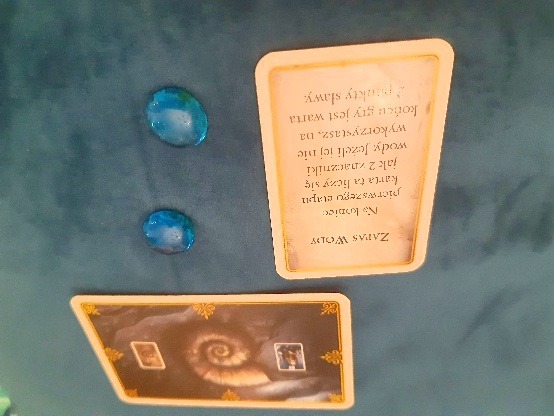 ZAPAS WODY
Na koniec
pierwszego etapu
karta ta liczy się
jak 2 znaczniki
wody. Jeżeli jej nie
wykorzystasz, na
końcu gry jest warta
2 punkty sławy.